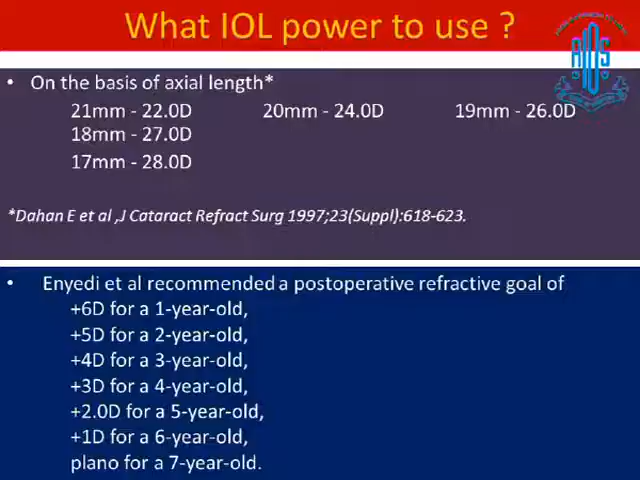 What IOL power to use ?
• On the basis of axial length*
21mm - 22.0D 20mm - 24.0D 19mm - 26.0D
18mm - 27.0D
17mm - 28.0D
*Dahan E et al ,J Cataract Refract Surg 1997;23(Suppl):618-623.
• Enyedi et al recommended a postoperative refractive goal of
+6D for a 1-year-old,
+5D for a 2-year-old,
+4D for a 3-year-old,
+3D for a 4-year-old,
+2.0D for a 5-year-old,
+1D for a 6-year-old,
plano for a 7-year-old.